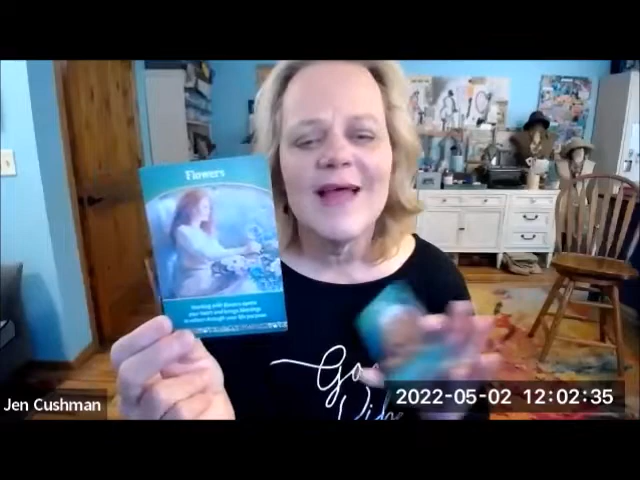 Flowers
Working with flowers opens
your heart and brings blessings
to others through your life purpose
Jen Cushman
2022-05-02 12:02:35